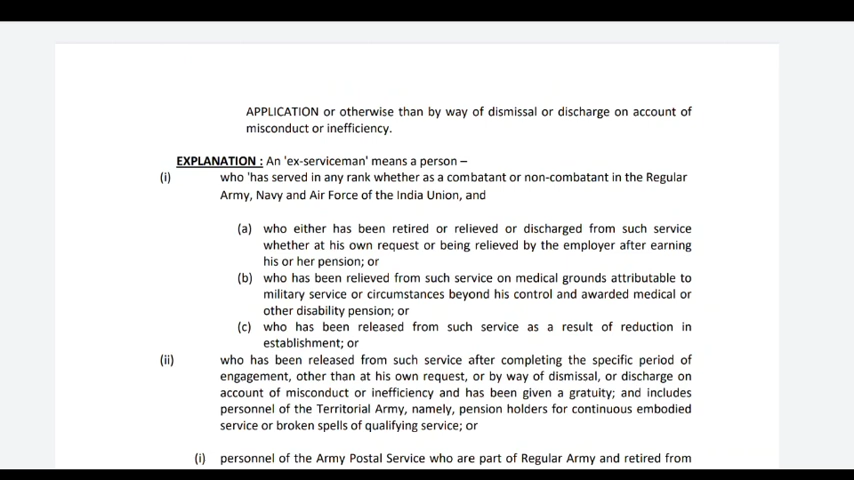 APPLICATION or otherwise than by way of dismissal or discharge on account of
misconduct or inefficiency.
EXPLANATION : An 'ex-serviceman' means a person –
(i) who 'has served in any rank whether as a combatant or non-combatant in the Regular
Army, Navy and Air Force of the India Union, and
(a) who either has been retired or relieved or discharged from such service
whether at his own request or being relieved by the employer after earning
his or her pension; or
(b) who has been relieved from such service on medical grounds attributable to
military service or circumstances beyond his control and awarded medical or
other disability pension; or
(c) who has been released from such service as a result of reduction in
establishment; or
(ii) who has been released from such service after completing the specific period of
engagement, other than at his own request, or by way of dismissal, or discharge on
account of misconduct or inefficiency and has been given a gratuity; and includes
personnel of the Territorial Army, namely, pension holders for continuous embodied
service or broken spells of qualifying service; or
(i) personnel of the Army Postal Service who are part of Regular Army and retired from